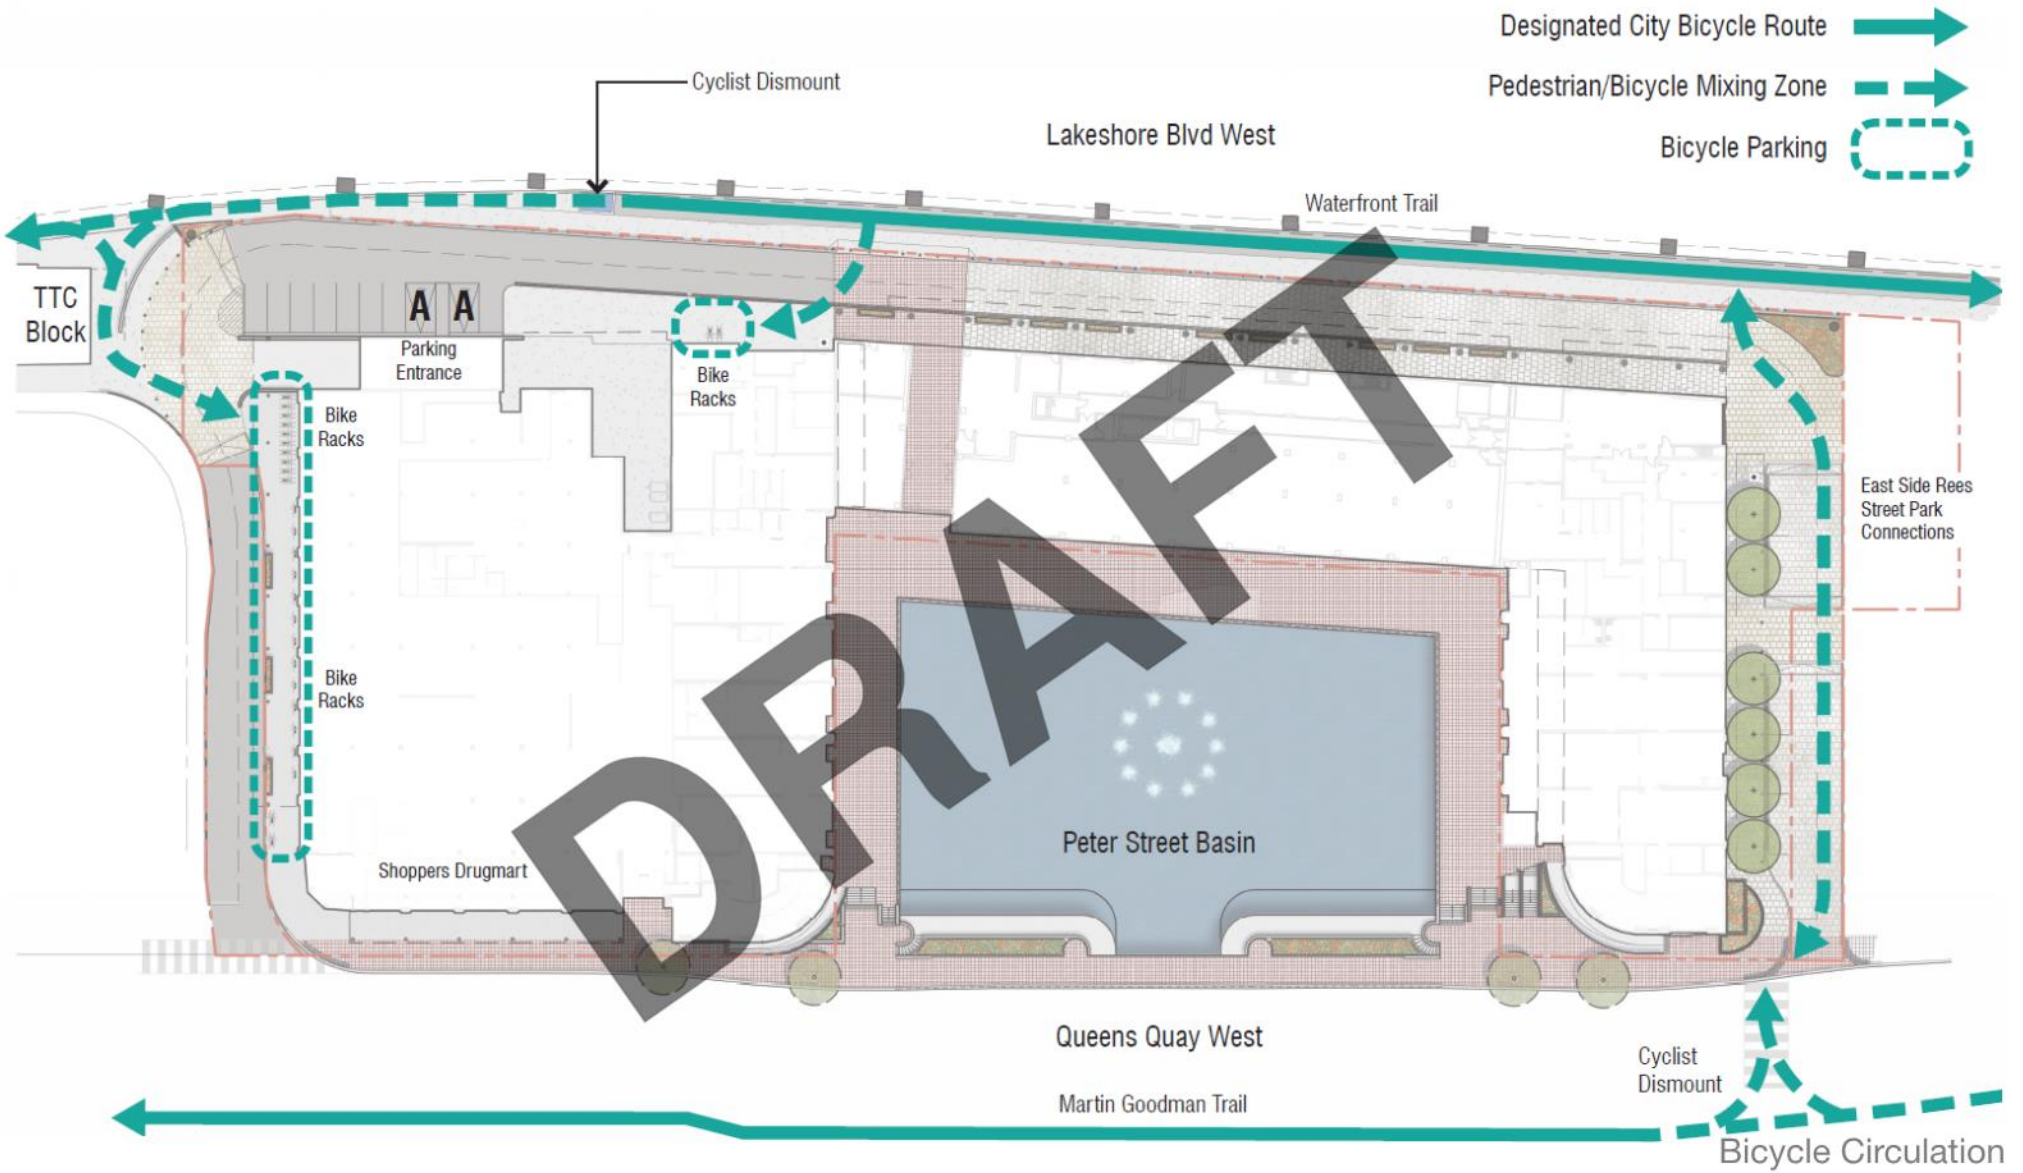 Designated City Bicycle Route
Pedestrian/Bicycle Mixing Zone
Bicycle Parking
Cyclist Dismount
Lakeshore Blvd West
Waterfront Trail
TTC
Block
A A
Parking
Entrance
Bike
Racks
Bike
Racks
East Side Rees
Street Park
Connections
Bike
Racks
DRAFT
Peter Street Basin
Shoppers Drugmart
Queens Quay West
Cyclist
Dismount
Martin Goodman Trail
Bicycle Circulation